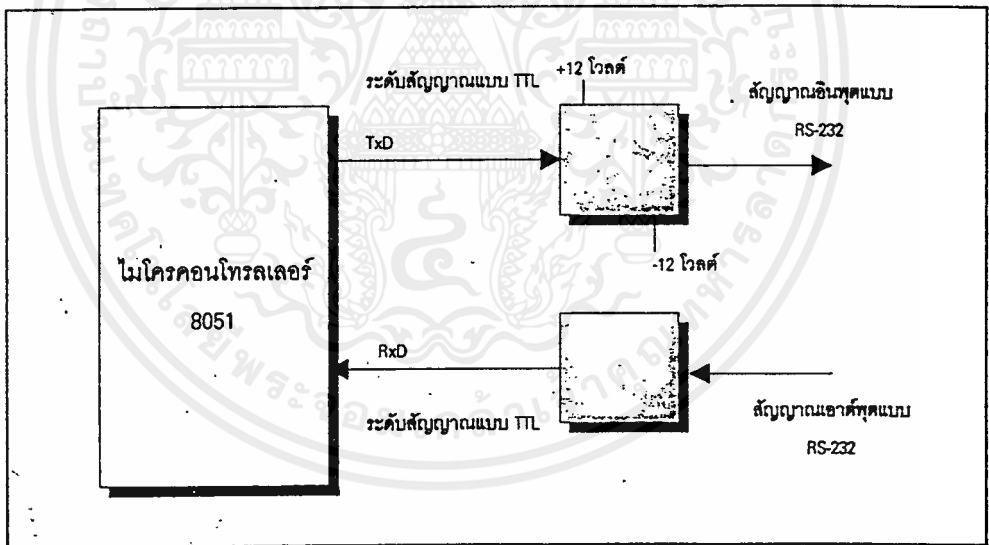 ระดับสัญญาณแบบ TTL
+12 โวลต์
สัญญาณอินพุตแบบ
RS-232
TxD
-12 โวลต์
ไมโครคอนโทรลเลอร์
8051
RxD
ระดับสัญญาณแบบ TTL
สัญญาณเอาต์พุตแบบ
RS-232